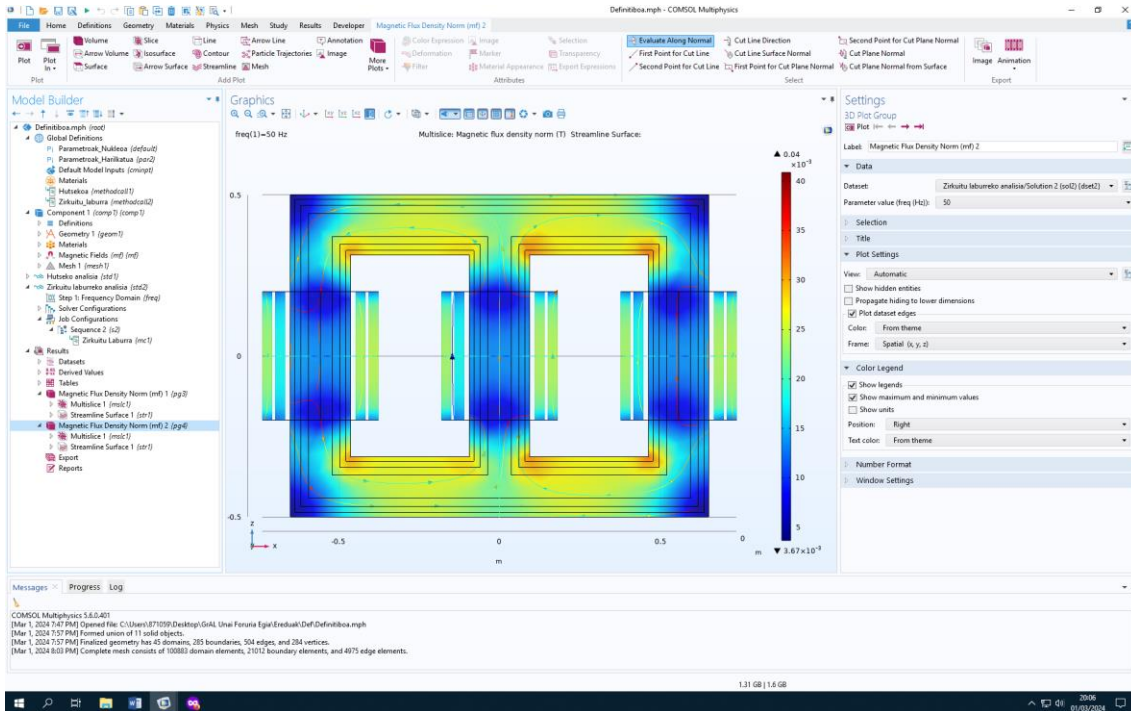 Definitiboa.mph - COMSOL Multiphysics
File Home Definitions Geometry Materials Physics Mesh Study Results Developer Magnetic Flux Density Norm (mf) 2
Plot
Plot In
Plot
Volume Slice Line Arrow Line Annotation
Arrow Volume Isosurface Contour Particle Trajectories Image
Surface Arrow Surface Streamline Mesh
More Plots
Add Plot
Color Expression Image Selection
Deformation Marker Transparency
Filter Material Appearance Export Expressions
Attributes
Evaluate Along Normal Cut Line Direction Second Point for Cut Plane Normal
First Point for Cut Line Cut Line Surface Normal Cut Plane Normal
Second Point for Cut Line First Point for Cut Plane Normal Cut Plane Normal from Surface
Select
Image Animation
Export
Model Builder
Definitiboa.mph (root)
Global Definitions
Parametroak_Nukleoa (default)
Parametroak_Harilkatua (par2)
Default Model Inputs (cminpt)
Materials
Hutsekoa (methodcall1)
Zirkuitu_laburra (methodcall2)
Component 1 (comp1) (comp1)
Definitions
Geometry 1 (geom1)
Materials
Magnetic Fields (mf) (mf)
Mesh 1 (mesh1)
Hutseko analisia (std1)
Zirkuitu laburreko analisia (std2)
Step 1: Frequency Domain (freq)
Solver Configurations
Job Configurations
Sequence 2 (s2)
Zirkuitu Laburra (mc1)
Results
Datasets
Derived Values
Tables
Magnetic Flux Density Norm (mf) 1 (pg3)
Multislice 1 (mslc1)
Streamline Surface 1 (str1)
Magnetic Flux Density Norm (mf) 2 (pg4)
Multislice 1 (mslc1)
Streamline Surface 1 (str1)
Export
Reports
Graphics
freq(1)=50 Hz Multislice: Magnetic flux density norm (T) Streamline Surface:
▲ 0.04
×10⁻³
40
35
30
25
20
15
10
5
▼ 3.67×10⁻³
0.5
0
-0.5
z
y x
-0.5 0 0.5
m
0
m
Settings
3D Plot Group
Plot
Label: Magnetic Flux Density Norm (mf) 2
Data
Dataset: Zirkuitu laburreko analisia/Solution 2 (sol2) (dset2)
Parameter value (freq (Hz)): 50
Selection
Title
Plot Settings
View: Automatic
Show hidden entities
Propagate hiding to lower dimensions
Plot dataset edges
Color: From theme
Frame: Spatial (x, y, z)
Color Legend
Show legends
Show maximum and minimum values
Show units
Position: Right
Text color: From theme
Number Format
Window Settings
Messages Progress Log
COMSOL Multiphysics 5.6.0.401
[Mar 1, 2024 7:47 PM] Opened file: C:\Users\871059\Desktop\GrAL Unai Foruria Egia\Ereduak\Def\Definitiboa.mph
[Mar 1, 2024 7:57 PM] Formed union of 11 solid objects.
[Mar 1, 2024 7:57 PM] Finalized geometry has 45 domains, 285 boundaries, 504 edges, and 284 vertices.
[Mar 1, 2024 8:03 PM] Complete mesh consists of 100883 domain elements, 21012 boundary elements, and 4975 edge elements.
1.31 GB | 1.6 GB
20:06
01/03/2024